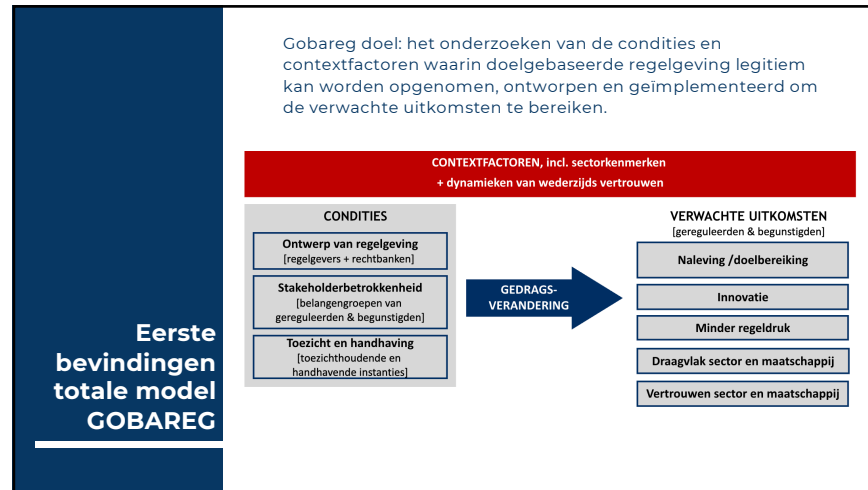 Gobareg doel: het onderzoeken van de condities en
contextfactoren waarin doelgebaseerde regelgeving legitiem
kan worden opgenomen, ontworpen en geïmplementeerd om
de verwachte uitkomsten te bereiken.
CONTEXTFACTOREN, incl. sectorkenmerken
+ dynamieken van wederzijds vertrouwen
CONDITIES
Ontwerp van regelgeving
[regelgevers + rechtbanken]
Stakeholderbetrokkenheid
[belangengroepen van
gereguleerden & begunstigden]
Toezicht en handhaving
[toezichthoudende en
handhavende instanties]
GEDRAGS-
VERANDERING
VERWACHTE UITKOMSTEN
[gereguleerden & begunstigden]
Naleving /doelbereiking
Innovatie
Minder regeldruk
Draagvlak sector en maatschappij
Vertrouwen sector en maatschappij
Eerste
bevindingen
totale model
GOBAREG